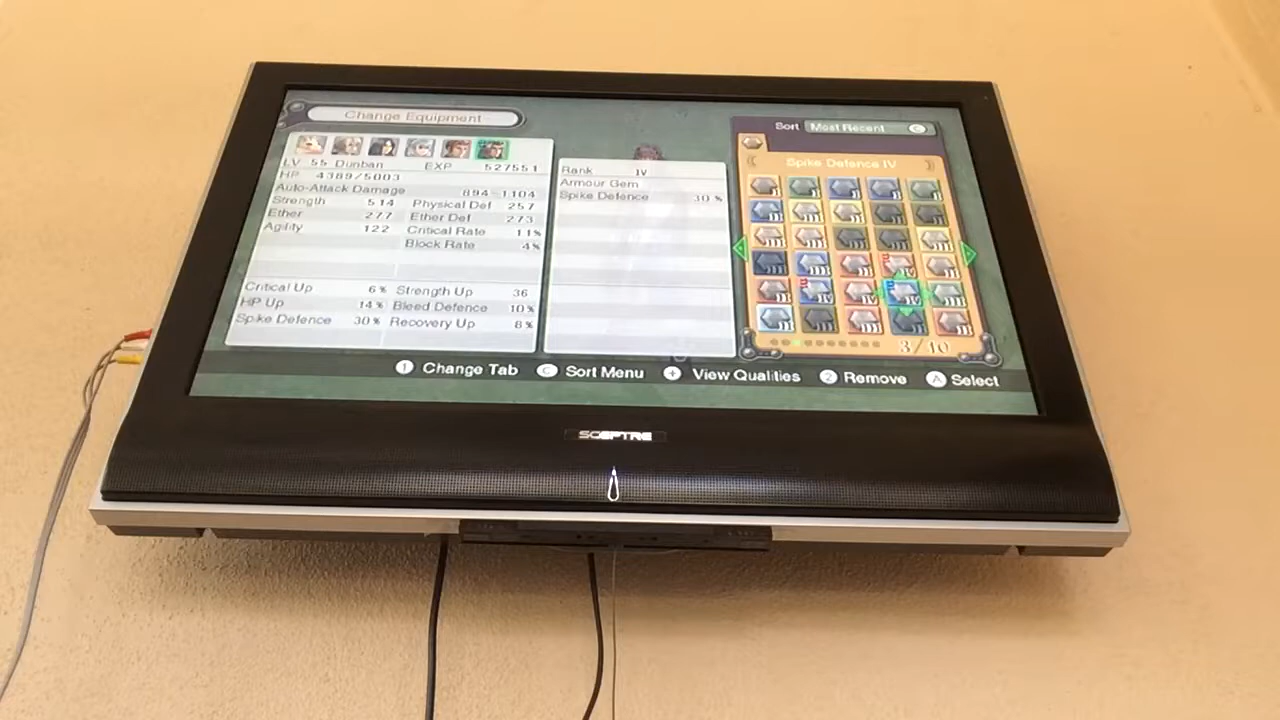 Change Equipment
LV 55 Dunban EXP 527551
HP 4389/5003
Auto-Attack Damage 894-1104
Strength 514 Physical Def 257
Ether 277 Ether Def 273
Agility 122 Critical Rate 11%
Block Rate 4%
Critical Up 6% Strength Up 36
HP Up 14% Bleed Defence 10%
Spike Defence 30% Recovery Up 8%
Rank IV
Armour Gem
Spike Defence 30%
Sort Most Recent C
Spike Defence IV
3/10
1 Change Tab C Sort Menu + View Qualities 2 Remove A Select
SCEPTRE